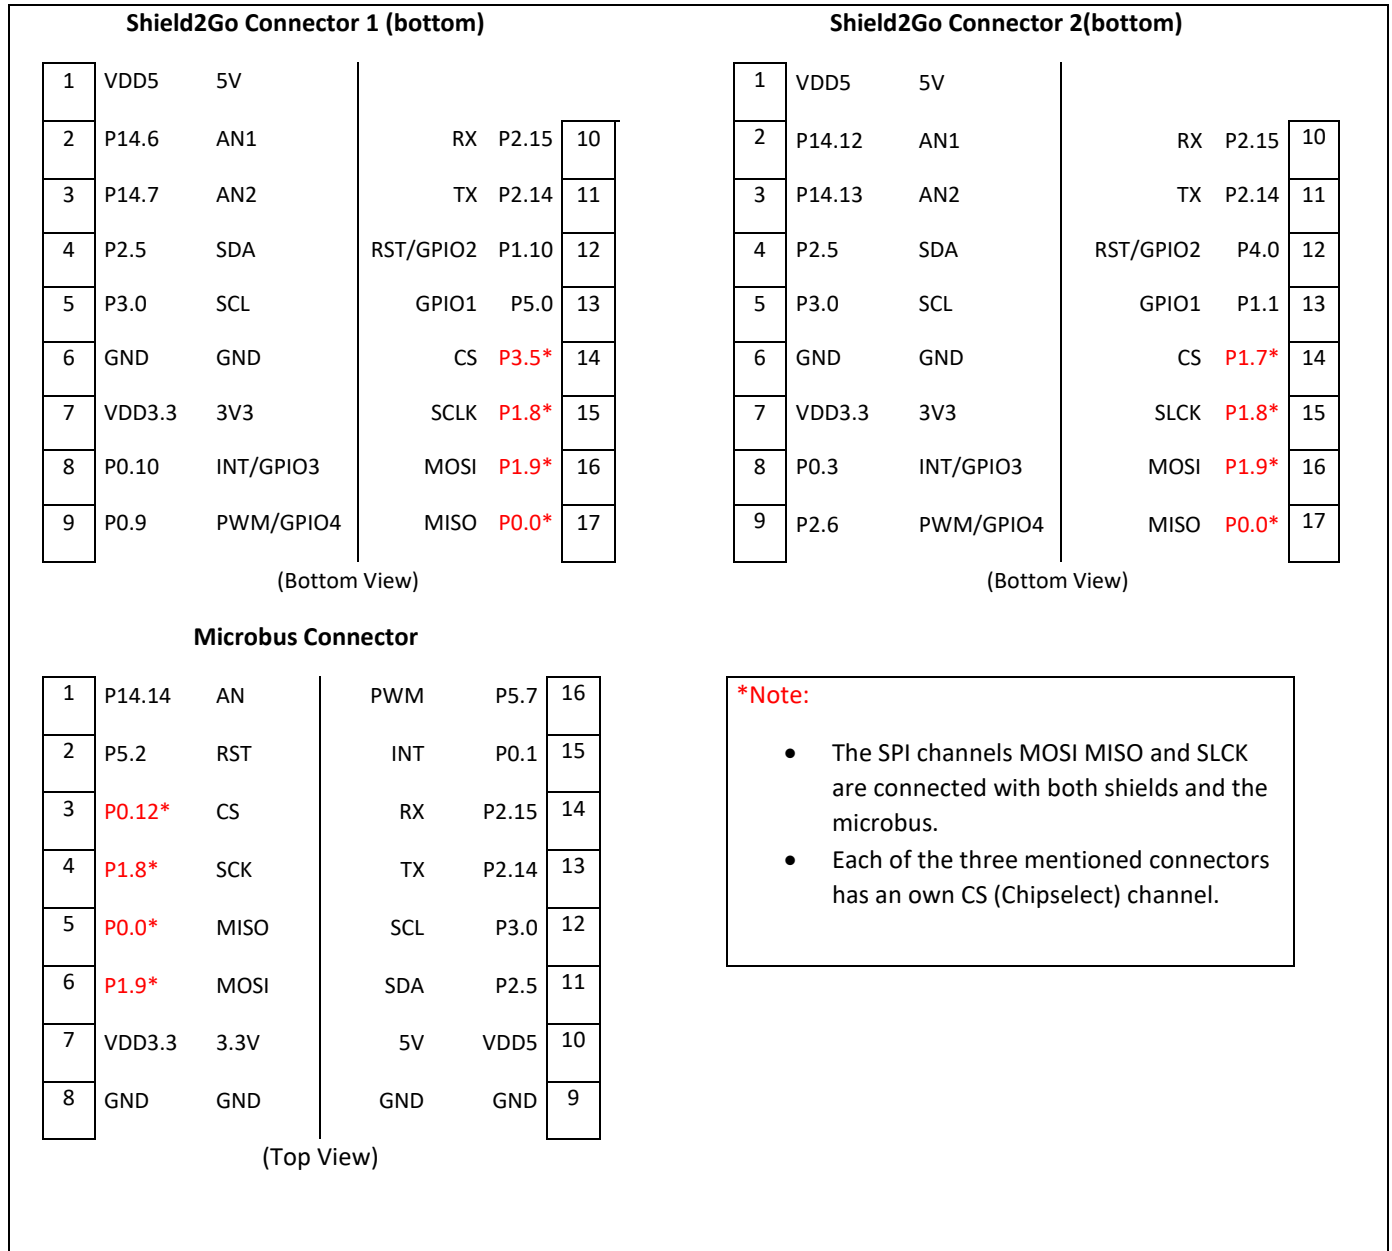 Shield2Go Connector 1 (bottom)
1 VDD5 5V
2 P14.6 AN1 RX P2.15 10
3 P14.7 AN2 TX P2.14 11
4 P2.5 SDA RST/GPIO2 P1.10 12
5 P3.0 SCL GPIO1 P5.0 13
6 GND GND CS P3.5* 14
7 VDD3.3 3V3 SCLK P1.8* 15
8 P0.10 INT/GPIO3 MOSI P1.9* 16
9 P0.9 PWM/GPIO4 MISO P0.0* 17
(Bottom View)
Shield2Go Connector 2(bottom)
1 VDD5 5V
2 P14.12 AN1 RX P2.15 10
3 P14.13 AN2 TX P2.14 11
4 P2.5 SDA RST/GPIO2 P4.0 12
5 P3.0 SCL GPIO1 P1.1 13
6 GND GND CS P1.7* 14
7 VDD3.3 3V3 SLCK P1.8* 15
8 P0.3 INT/GPIO3 MOSI P1.9* 16
9 P2.6 PWM/GPIO4 MISO P0.0* 17
(Bottom View)
Microbus Connector
1 P14.14 AN PWM P5.7 16
2 P5.2 RST INT P0.1 15
3 P0.12* CS RX P2.15 14
4 P1.8* SCK TX P2.14 13
5 P0.0* MISO SCL P3.0 12
6 P1.9* MOSI SDA P2.5 11
7 VDD3.3 3.3V 5V VDD5 10
8 GND GND GND GND 9
(Top View)
*Note:
• The SPI channels MOSI MISO and SLCK
are connected with both shields and the
microbus.
• Each of the three mentioned connectors
has an own CS (Chipselect) channel.